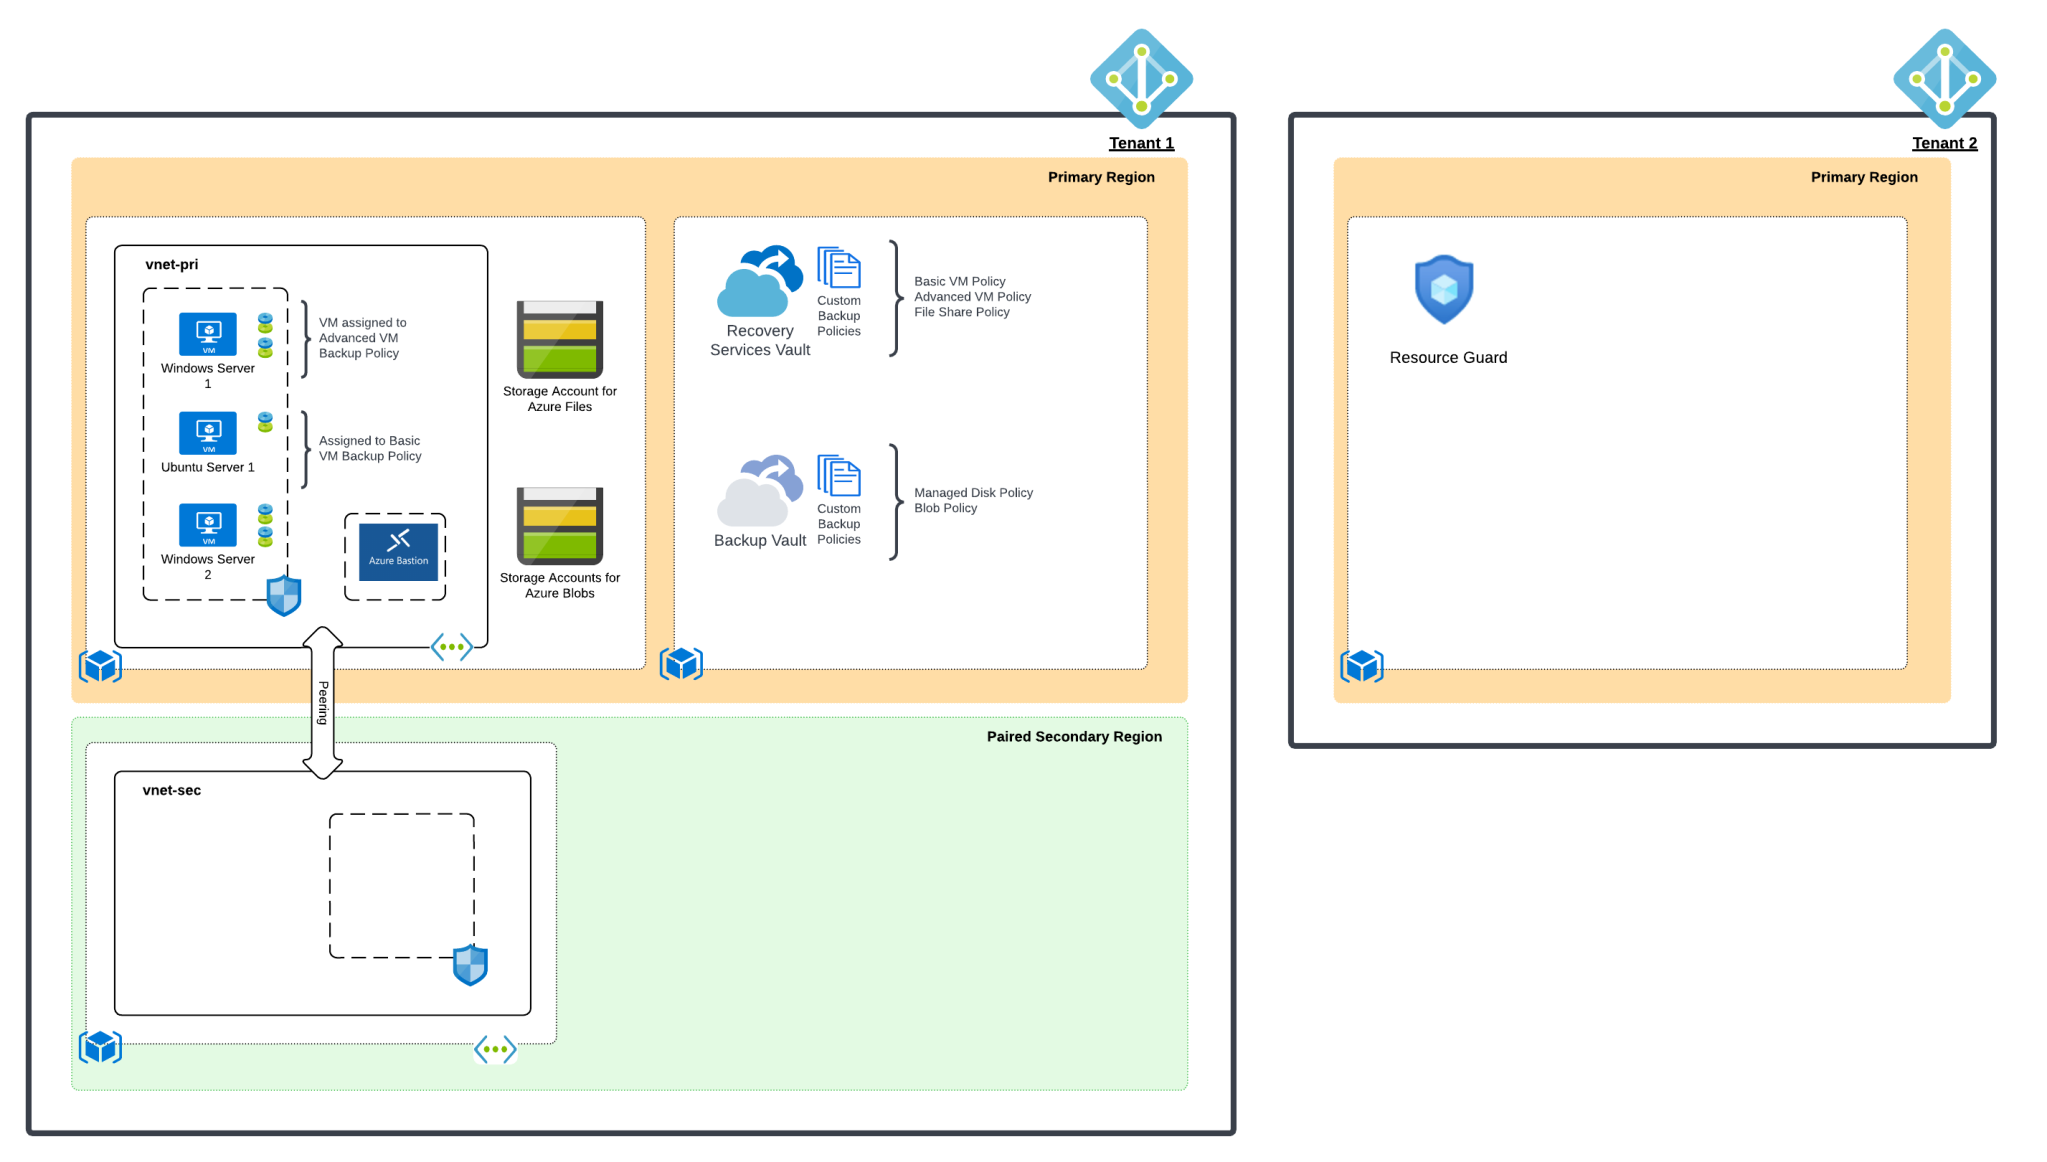 Tenant 1
Primary Region
vnet-pri
VM
Windows Server
1
VM assigned to
Advanced VM
Backup Policy
VM
Ubuntu Server 1
Assigned to Basic
VM Backup Policy
VM
Windows Server
2
Azure Bastion
Storage Account for
Azure Files
Storage Accounts for
Azure Blobs
Recovery
Services Vault
Custom
Backup
Policies
Basic VM Policy
Advanced VM Policy
File Share Policy
Backup Vault
Custom
Backup
Policies
Managed Disk Policy
Blob Policy
Peering
Paired Secondary Region
vnet-sec
Tenant 2
Primary Region
Resource Guard